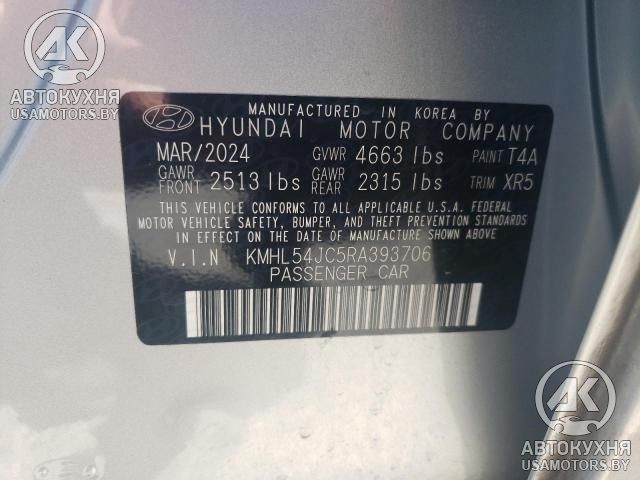 АВТОКУХНЯ
USAMOTORS.BY
АВТОКУХНЯ
USAMOTORS.BY
MANUFACTURED IN KOREA BY
HYUNDAI MOTOR COMPANY
MAR/2024 GVWR 4663 lbs PAINT T4A
GAWR FRONT 2513 lbs GAWR REAR 2315 lbs TRIM XR5
THIS VEHICLE CONFORMS TO ALL APPLICABLE U.S.A. FEDERAL
MOTOR VEHICLE SAFETY, BUMPER, AND THEFT PREVENTION STANDARDS
IN EFFECT ON THE DATE OF MANUFACTURE SHOWN ABOVE.
V.I.N KMHL54JC5RA393706
PASSENGER CAR
АВТОКУХНЯ
USAMOTORS.BY